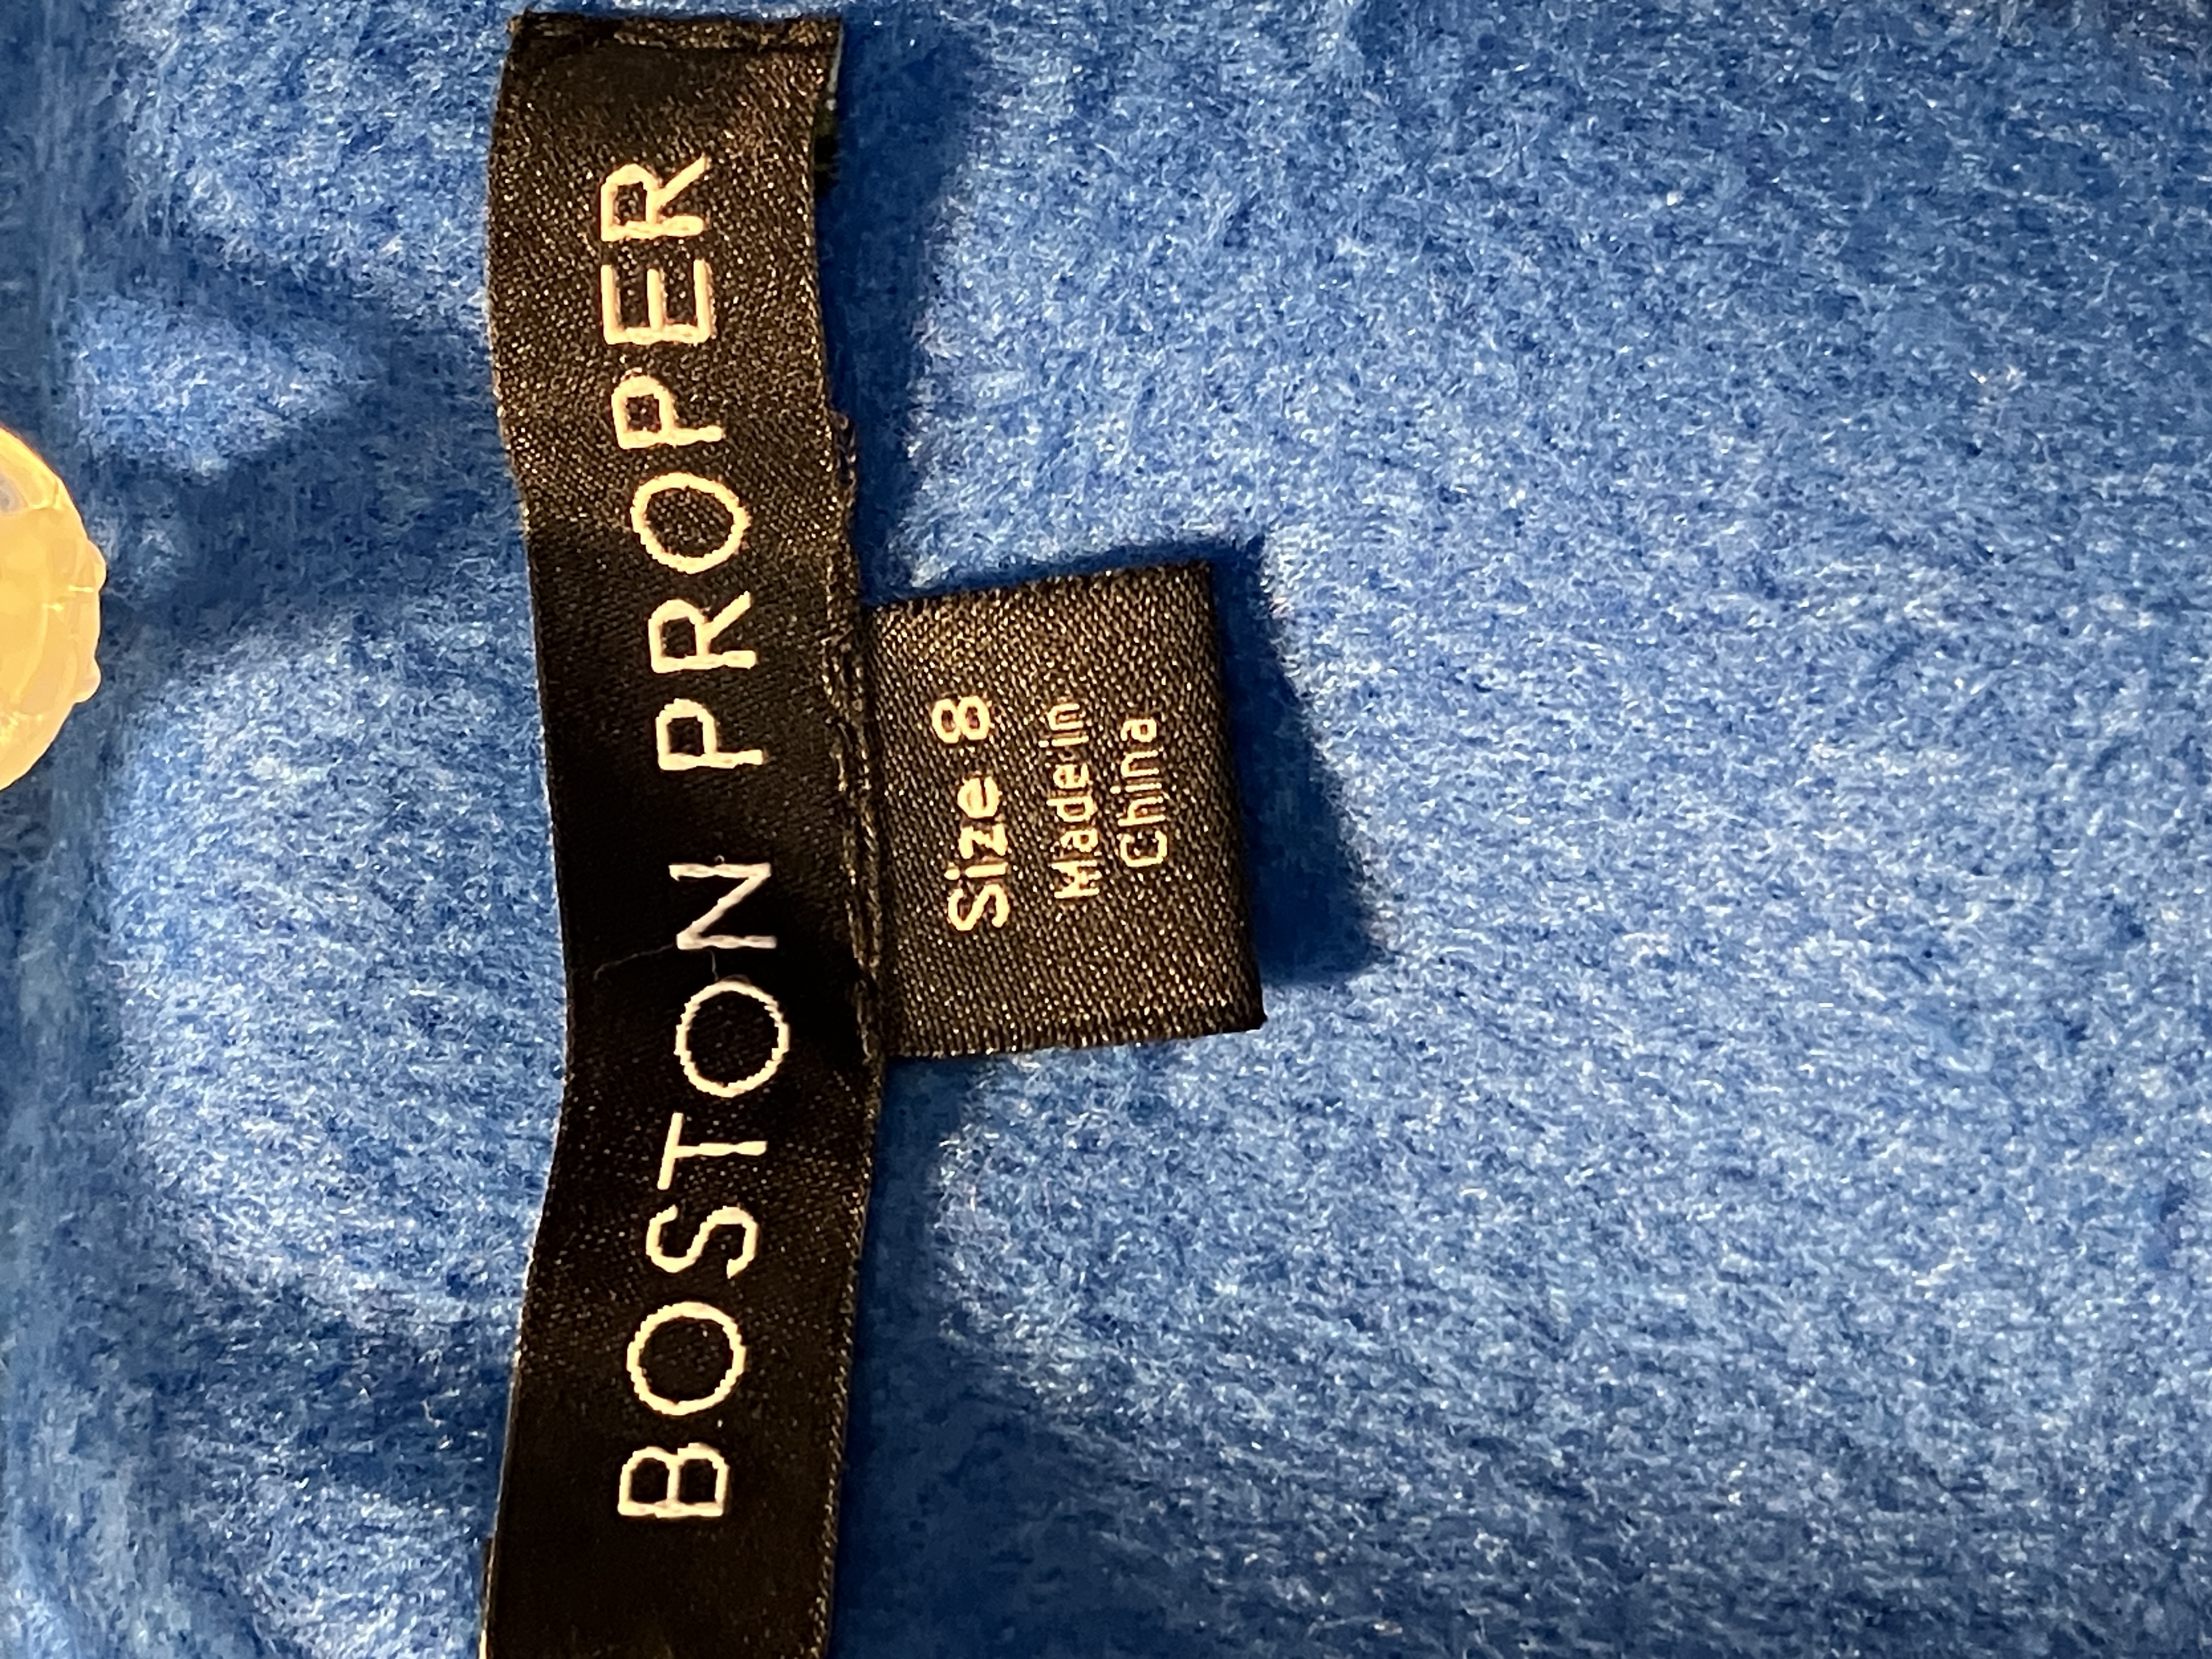 BOSTON PROPER
Size 8
Made in
China